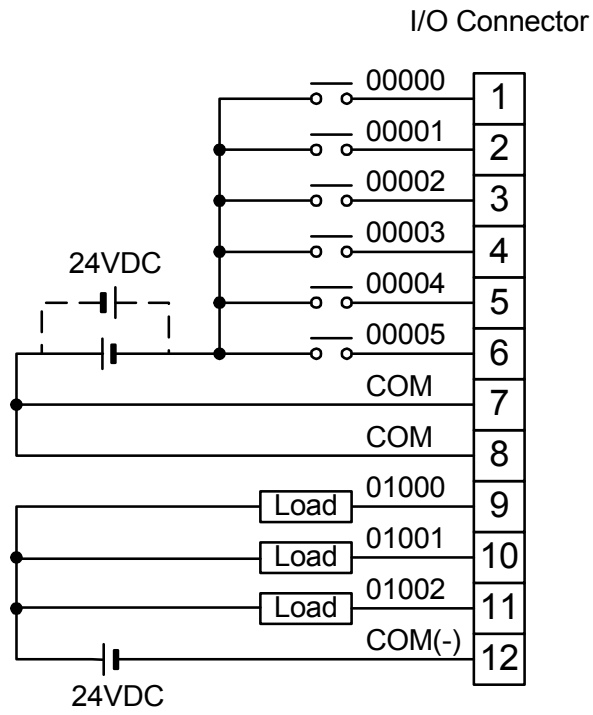 I/O Connector
00000 1
00001 2
00002 3
00003 4
24VDC
00004 5
00005 6
COM 7
COM 8
Load 01000 9
Load 01001 10
Load 01002 11
COM(-) 12
24VDC